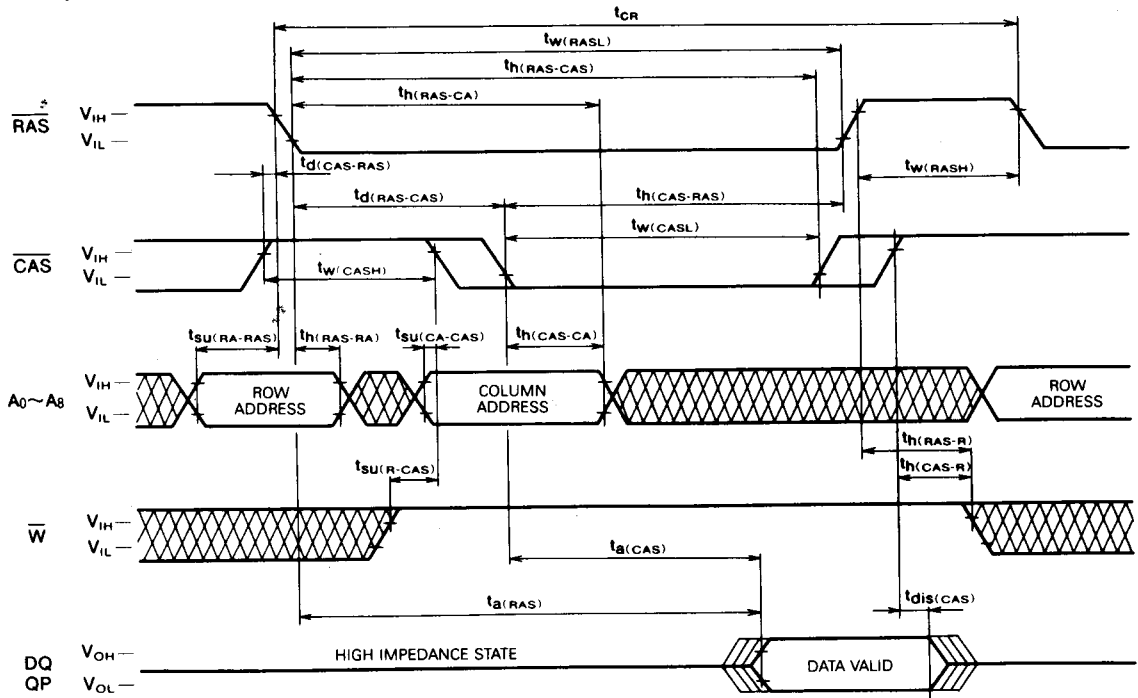 tCR
tw(RASL)
th(RAS-CAS)
th(RAS-CA)
RAS
VIH
VIL
td(CAS-RAS)
tw(RASH)
td(RAS-CAS)
th(CAS-RAS)
tw(CASL)
CAS
VIH
VIL
tw(CASH)
tsu(RA-RAS)
th(RAS-RA)
tsu(CA-CAS)
th(CAS-CA)
A0~A8
VIH
VIL
ROW
ADDRESS
COLUMN
ADDRESS
ROW
ADDRESS
th(RAS-R)
tsu(R-CAS)
th(CAS-R)
W
VIH
VIL
ta(CAS)
ta(RAS)
tdis(CAS)
DQ
QP
VOH
VOL
HIGH IMPEDANCE STATE
DATA VALID